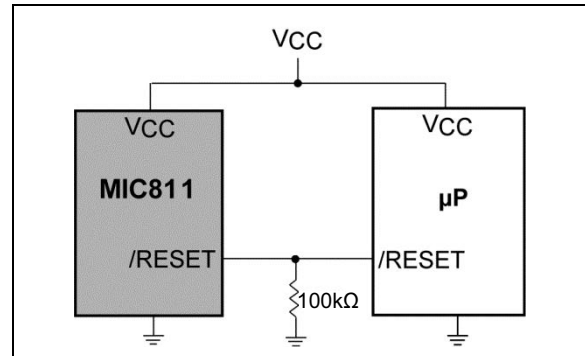 VCC
VCC
VCC
MIC811
µP
/RESET
/RESET
100kΩ